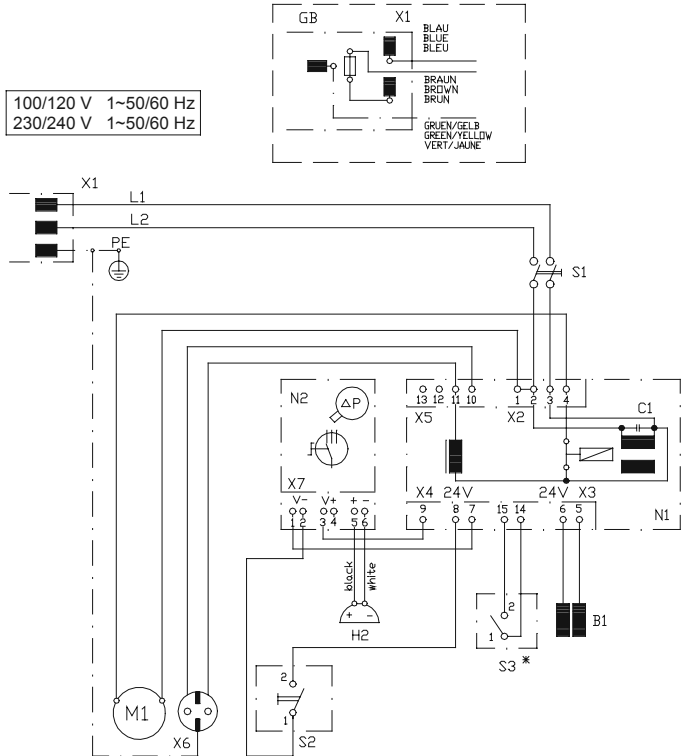 GB X1
BLAU
BLUE
BLEU
BRAUN
BROWN
BRUN
GRUEN/GELB
GREEN/YELLOW
VERT/JAUNE
100/120 V 1~50/60 Hz
230/240 V 1~50/60 Hz
X1
L1
L2
PE
S1
N2
ΔP
13 12 11 10 1 2 3 4
X5 X2 C1
X7
V- V+ + -
1 2 3 4 5 6
X4 24V 24V X3
9 8 7 15 14 6 5
N1
black
white
+ -
H2
2
1
S3 *
B1
M1
X6
2
1
S2